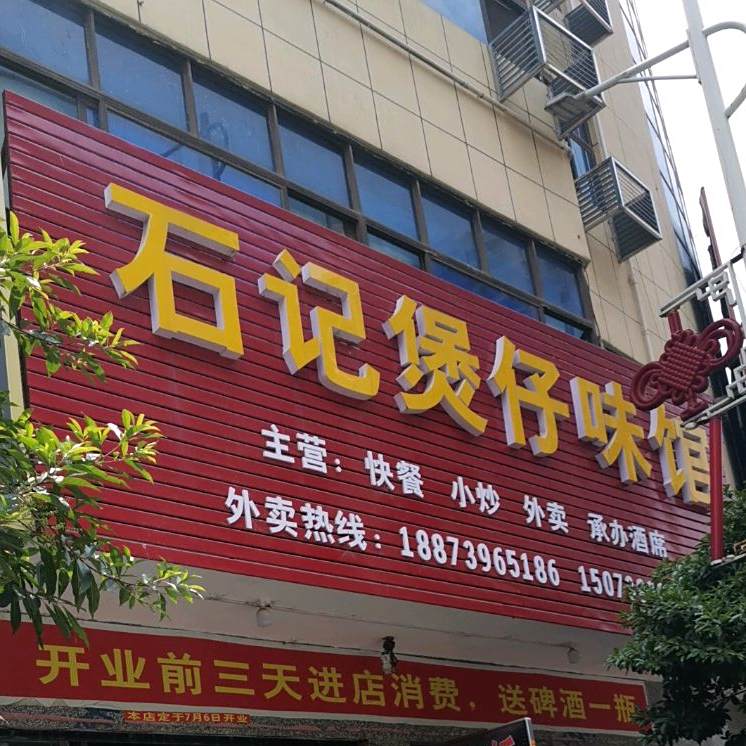 石记煲仔味馆
主营：快餐 小炒 外卖 承办酒席
外卖热线：18873965186 15073
开业前三天进店消费，送碑酒一瓶
本店定于7月6日开业